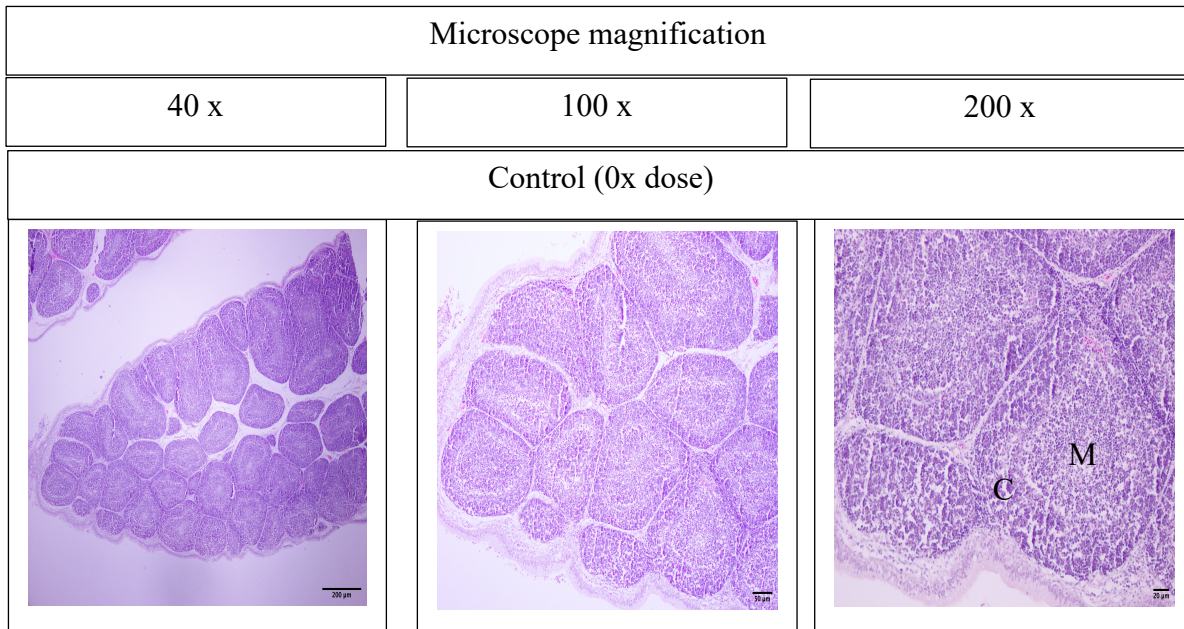 Microscope magnification
40 x
100 x
200 x
Control (0x dose)
M
C
200 µm
50 µm
20 µm